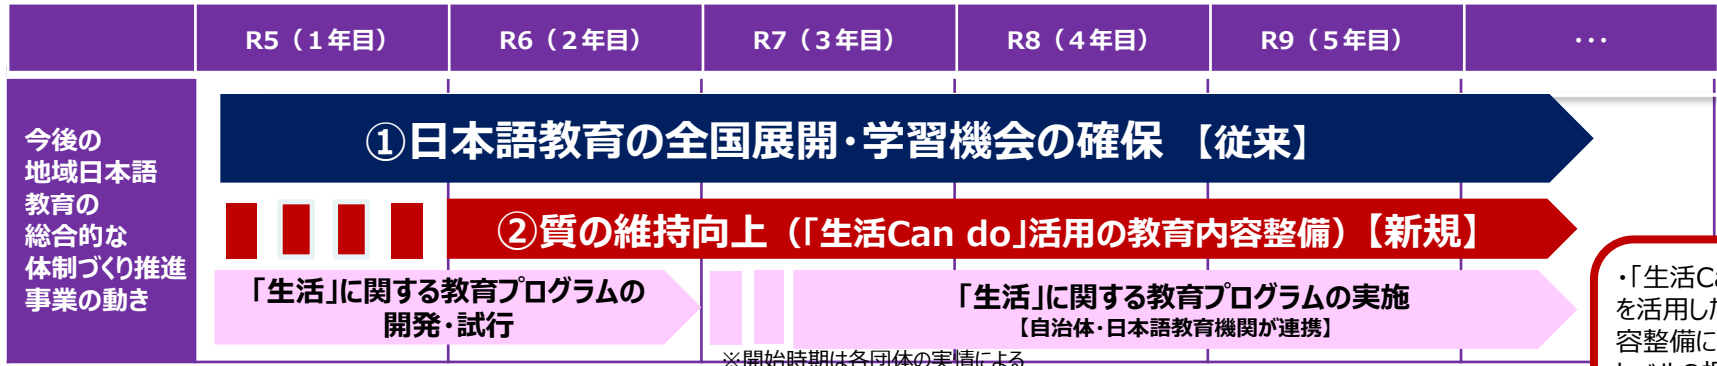 R5（１年目）
R6（２年目）
R7（３年目）
R8（４年目）
R9（５年目）
・・・
今後の
地域日本語
教育の
総合的な
体制づくり推進
事業の動き
①日本語教育の全国展開・学習機会の確保 【従来】
②質の維持向上（「生活Can do」活用の教育内容整備）【新規】
「生活」に関する教育プログラムの
開発・試行
「生活」に関する教育プログラムの実施
【自治体・日本語教育機関が連携】
※開始時期は各団体の実情による
・「生活Ca
を活用した
容整備に